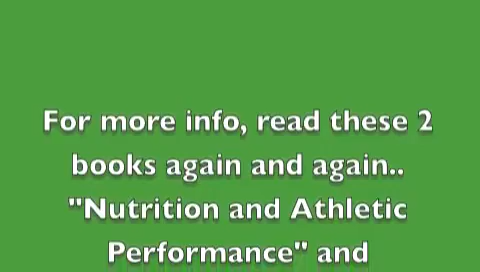 For more info, read these 2
books again and again..
"Nutrition and Athletic
Performance" and